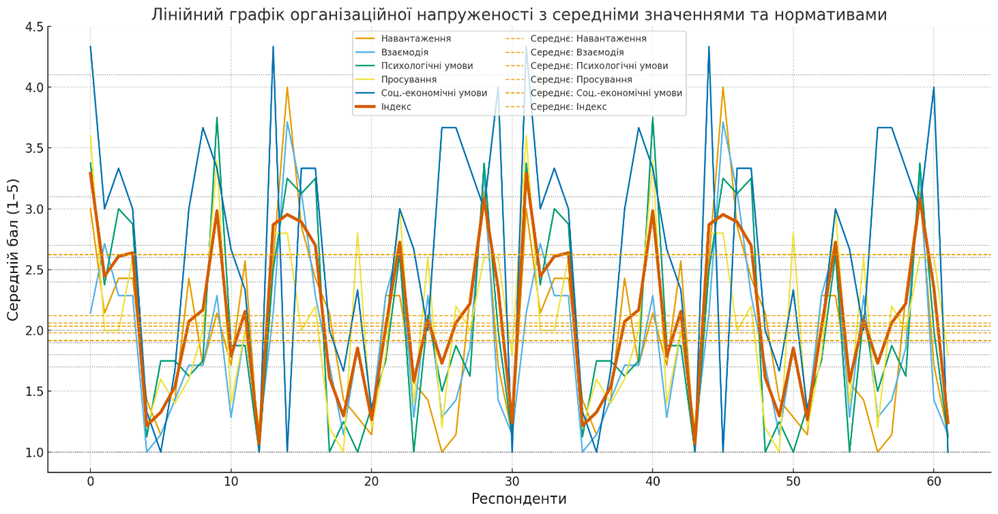 Лінійний графік організаційної напруженості з середніми значеннями та нормативами
Середній бал (1–5)
4.5
4.0
3.5
3.0
2.5
2.0
1.5
1.0
Навантаження
Взаємодія
Психологічні умови
Просування
Соц.-економічні умови
Індекс
Середнє: Навантаження
Середнє: Взаємодія
Середнє: Психологічні умови
Середнє: Просування
Середнє: Соц.-економічні умови
Середнє: Індекс
0 10 20 30 40 50 60
Респонденти